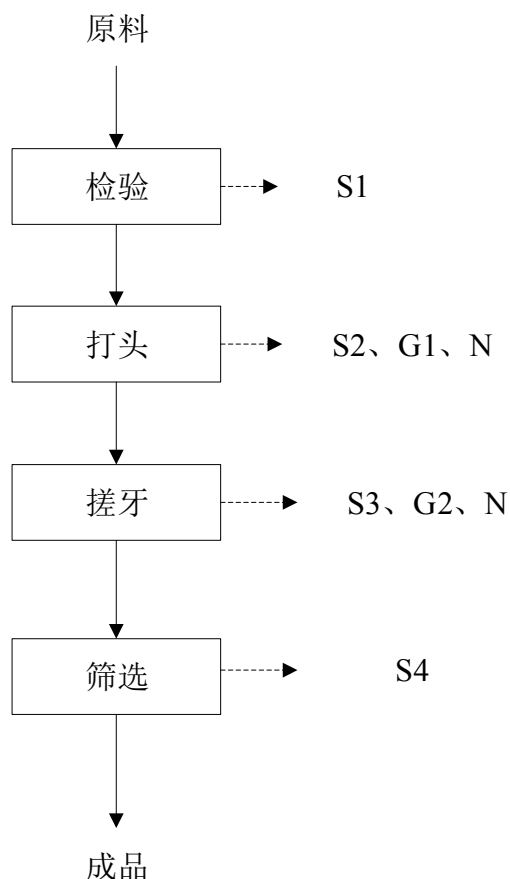 原料
检验
S1
打头
S2、G1、N
搓牙
S3、G2、N
筛选
S4
成品